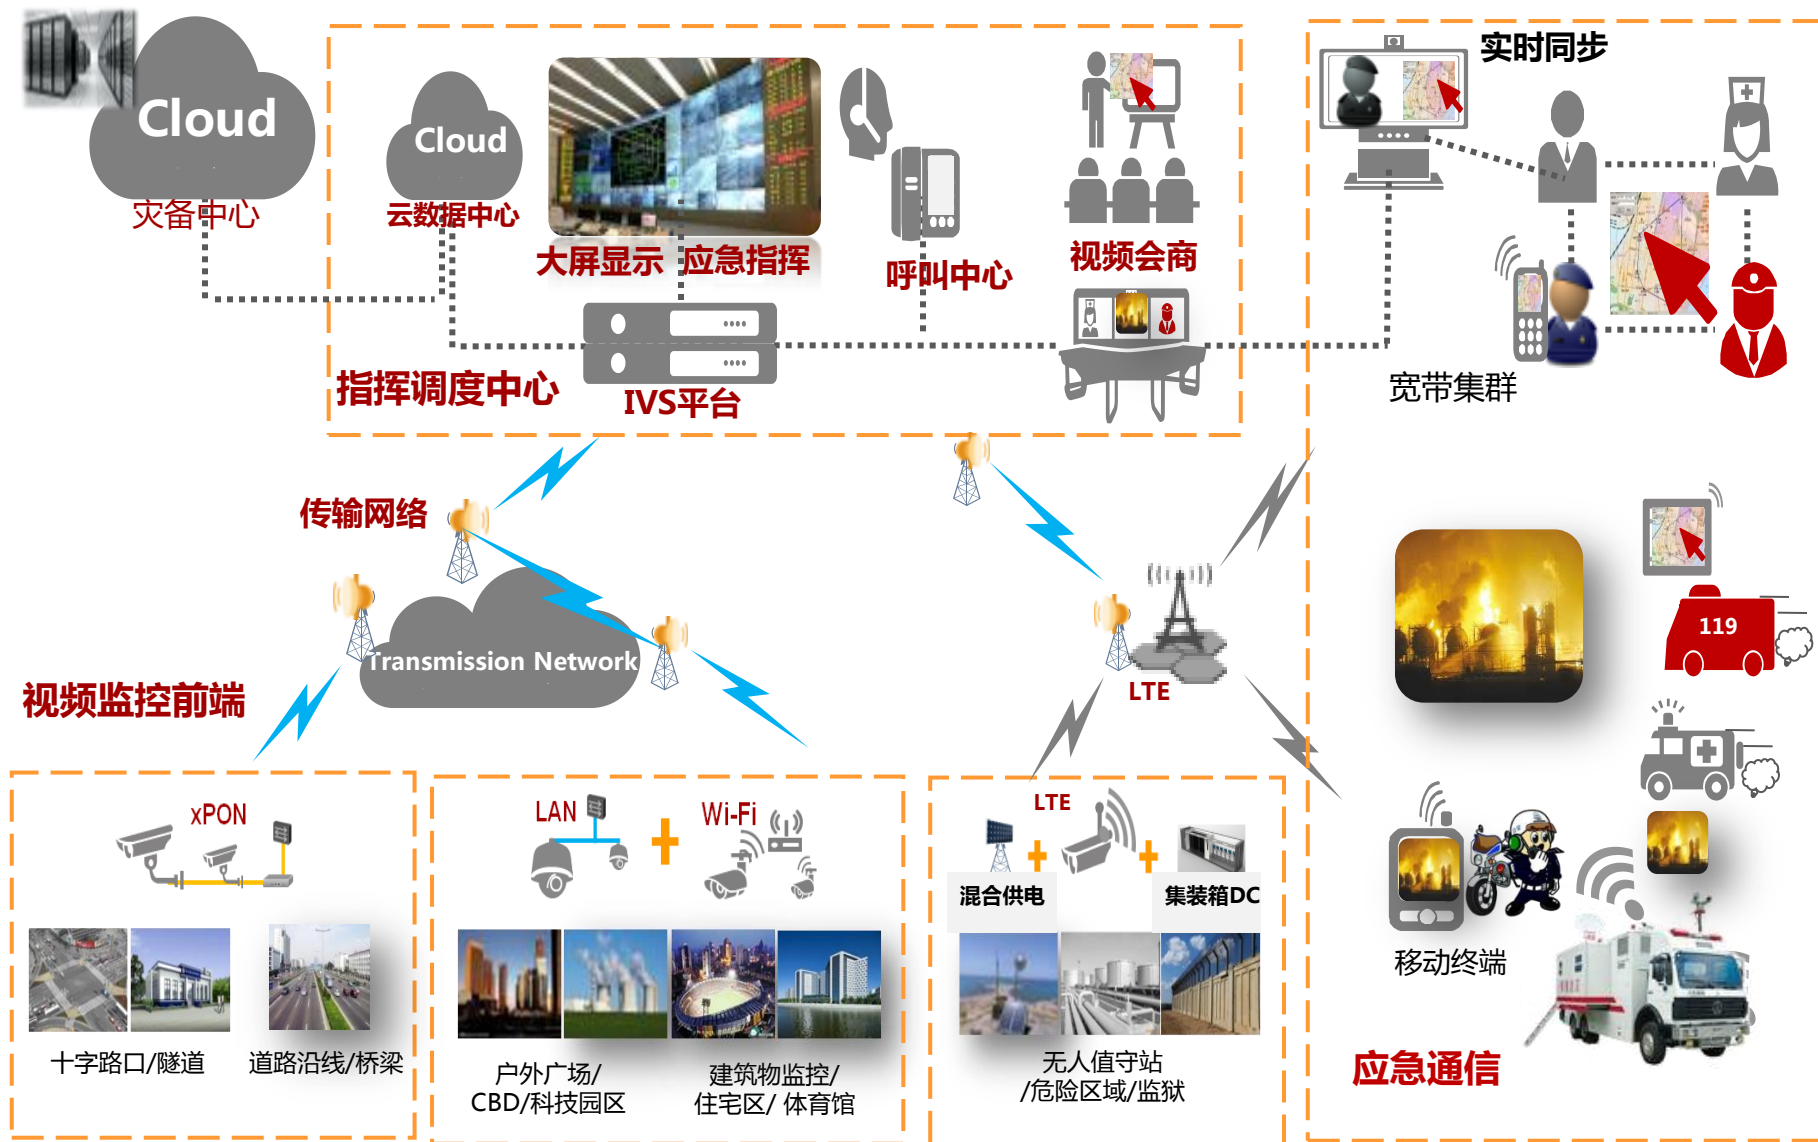 Cloud
灾备中心
Cloud
云数据中心
大屏显示 应急指挥
呼叫中心
视频会商
实时同步
指挥调度中心
IVS平台
宽带集群
传输网络
Transmission Network
视频监控前端
LTE
119
xPON
LAN
Wi-Fi
LTE
混合供电
集装箱DC
移动终端
十字路口/隧道
道路沿线/桥梁
户外广场/
CBD/科技园区
建筑物监控/
住宅区/ 体育馆
无人值守站
/危险区域/监狱
应急通信